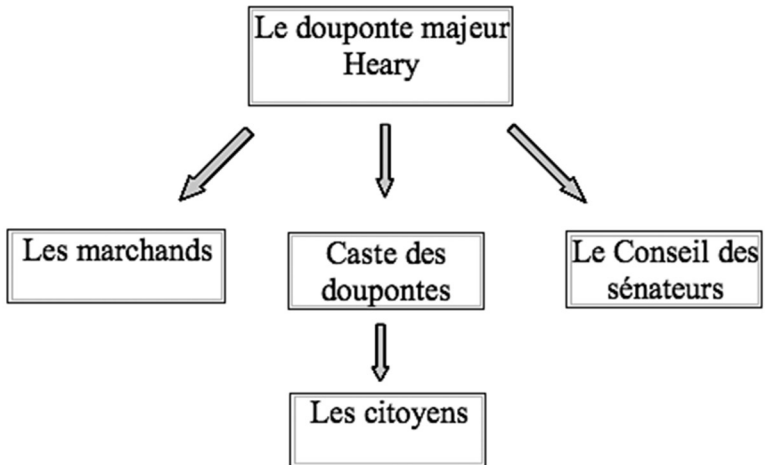 Le douponte majeur
Heary
Les marchands
Caste des
doupontes
Le Conseil des
sénateurs
Les citoyens